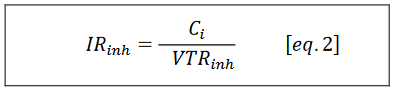 IR_inh = C_i / VTR_inh [eq. 2]